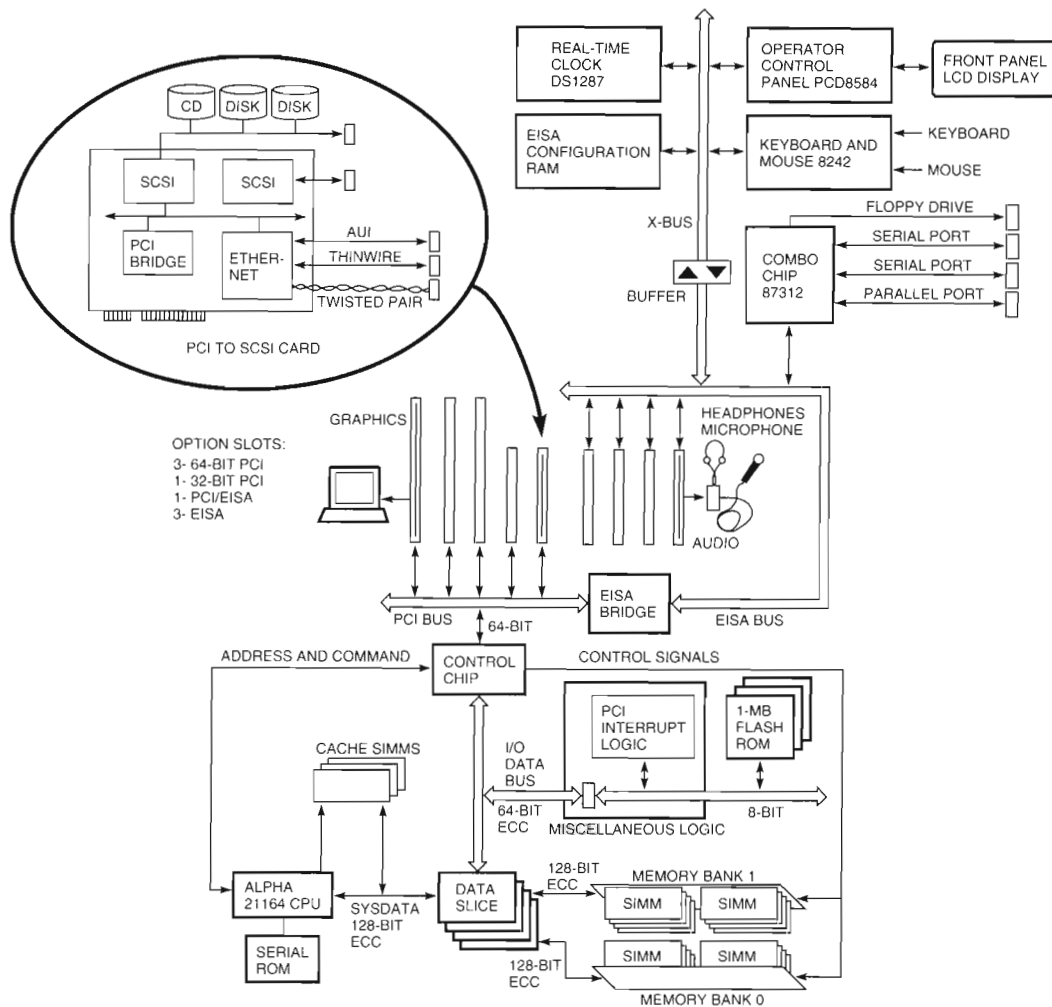 REAL-TIME
CLOCK
DS1287
OPERATOR
CONTROL
PANEL PCD8584
FRONT PANEL
LCD DISPLAY
EISA
CONFIGURATION
RAM
KEYBOARD AND
MOUSE 8242
KEYBOARD
MOUSE
X-BUS
BUFFER
COMBO
CHIP
87312
FLOPPY DRIVE
SERIAL PORT
SERIAL PORT
PARALLEL PORT
CD
DISK
DISK
SCSI
SCSI
PCI
BRIDGE
ETHER-
NET
AUI
THINWIRE
TWISTED PAIR
PCI TO SCSI CARD
OPTION SLOTS:
3- 64-BIT PCI
1- 32-BIT PCI
1- PCI/EISA
3- EISA
GRAPHICS
HEADPHONES
MICROPHONE
AUDIO
PCI BUS
64-BIT
EISA
BRIDGE
EISA BUS
ADDRESS AND COMMAND
CONTROL
CHIP
CONTROL SIGNALS
PCI
INTERRUPT
LOGIC
1-MB
FLASH
ROM
I/O
DATA
BUS
64-BIT
ECC
8-BIT
MISCELLANEOUS LOGIC
CACHE SIMMS
ALPHA
21164 CPU
SERIAL
ROM
SYSDATA
128-BIT
ECC
DATA
SLICE
128-BIT
ECC
128-BIT
ECC
MEMORY BANK 1
SIMM
SIMM
SIMM
SIMM
MEMORY BANK 0